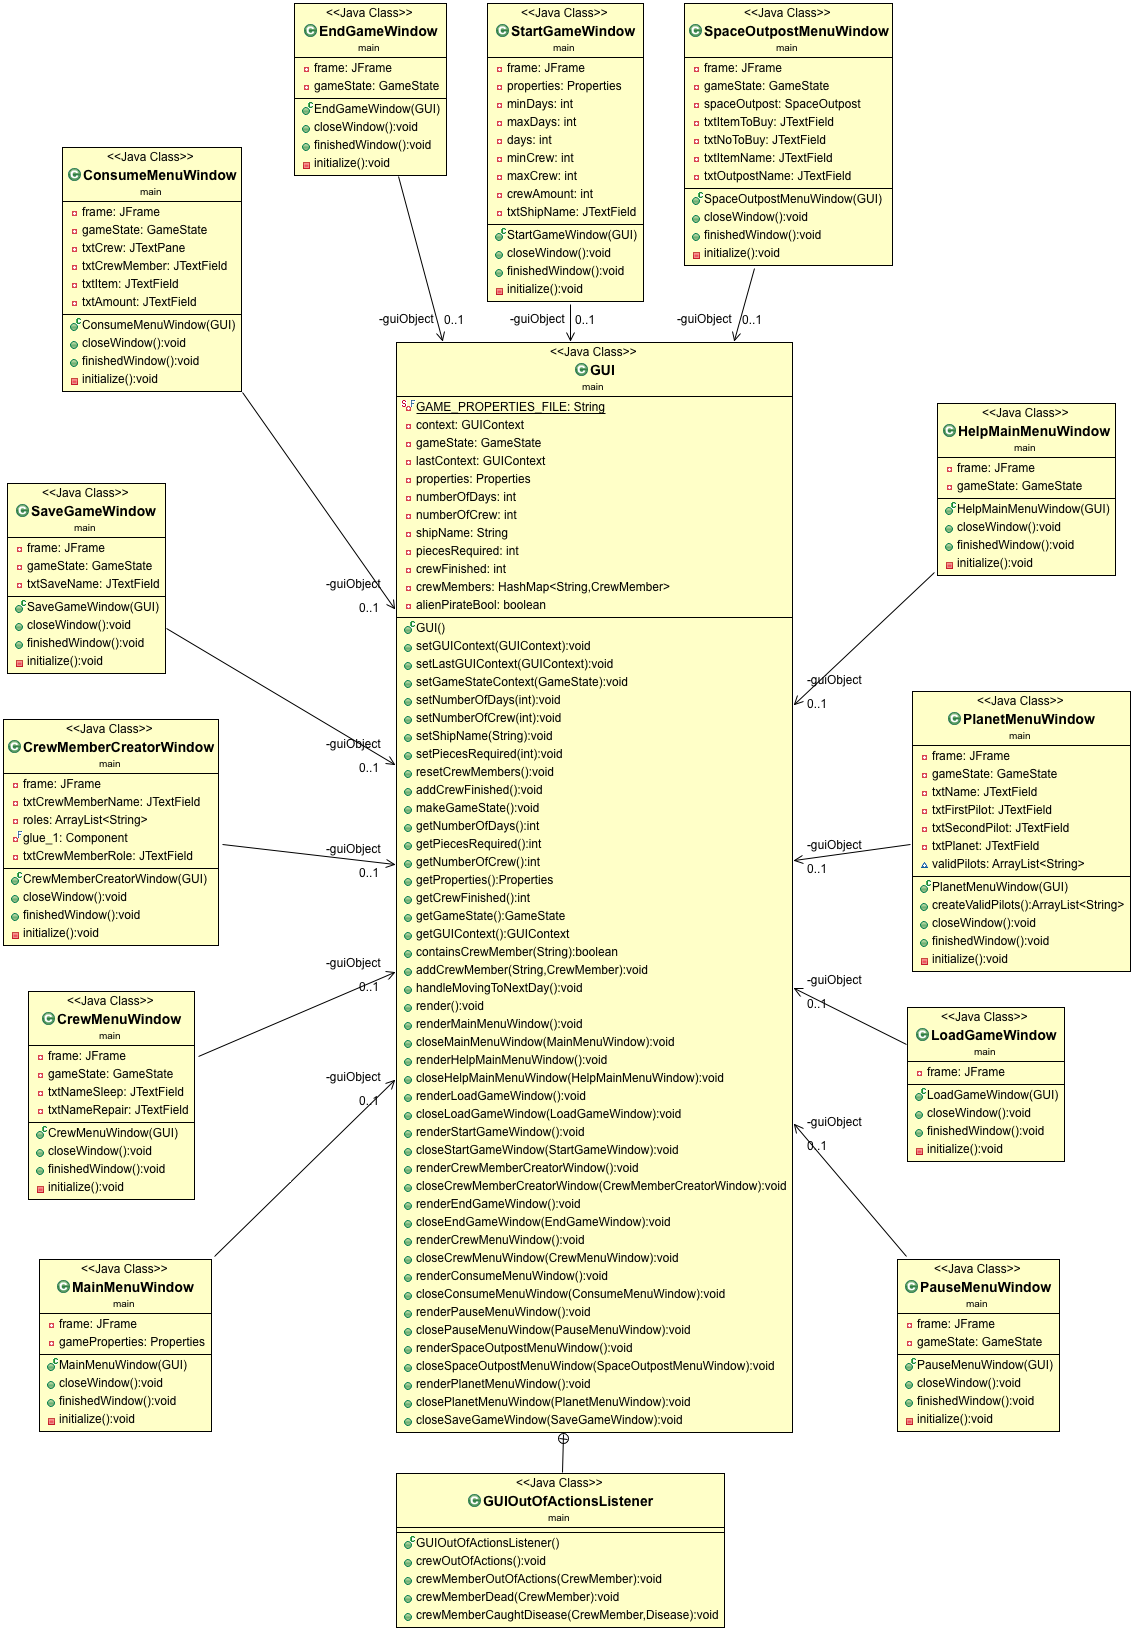 <<Java Class>>
EndGameWindow
main
frame: JFrame
gameState: GameState
EndGameWindow(GUI)
closeWindow():void
finishedWindow():void
initialize():void
<<Java Class>>
StartGameWindow
main
frame: JFrame
properties: Properties
minDays: int
maxDays: int
days: int
minCrew: int
maxCrew: int
crewAmount: int
txtShipName: JTextField
StartGameWindow(GUI)
closeWindow():void
finishedWindow():void
initialize():void
<<Java Class>>
SpaceOutpostMenuWindow
main
frame: JFrame
gameState: GameState
spaceOutpost: SpaceOutpost
txtItemToBuy: JTextField
txtNoToBuy: JTextField
txtItemName: JTextField
txtOutpostName: JTextField
SpaceOutpostMenuWindow(GUI)
closeWindow():void
finishedWindow():void
initialize():void
<<Java Class>>
ConsumeMenuWindow
main
frame: JFrame
gameState: GameState
txtCrew: JTextPane
txtCrewMember: JTextField
txtItem: JTextField
txtAmount: JTextField
ConsumeMenuWindow(GUI)
closeWindow():void
finishedWindow():void
initialize():void
-guiObject 0..1
-guiObject 0..1
-guiObject 0..1
<<Java Class>>
GUI
main
GAME_PROPERTIES_FILE: String
context: GUIContext
gameState: GameState
lastContext: GUIContext
properties: Properties
numberOfDays: int
numberOfCrew: int
shipName: String
piecesRequired: int
crewFinished: int
crewMembers: HashMap<String,CrewMember>
alienPirateBool: boolean
GUI()
setGUIContext(GUIContext):void
setLastGUIContext(GUIContext):void
setGameStateContext(GameState):void
setNumberOfDays(int):void
setNumberOfCrew(int):void
setShipName(String):void
setPiecesRequired(int):void
resetCrewMembers():void
addCrewFinished():void
makeGameState():void
getNumberOfDays():int
getPiecesRequired():int
getNumberOfCrew():int
getProperties():Properties
getCrewFinished():int
getGameState():GameState
getGUIContext():GUIContext
containsCrewMember(String):boolean
addCrewMember(String,CrewMember):void
handleMovingToNextDay():void
render():void
renderMainMenuWindow():void
closeMainMenuWindow(MainMenuWindow):void
renderHelpMainMenuWindow():void
closeHelpMainMenuWindow(HelpMainMenuWindow):void
renderLoadGameWindow():void
closeLoadGameWindow(LoadGameWindow):void
renderStartGameWindow():void
closeStartGameWindow(StartGameWindow):void
renderCrewMemberCreatorWindow():void
closeCrewMemberCreatorWindow(CrewMemberCreatorWindow):void
renderEndGameWindow():void
closeEndGameWindow(EndGameWindow):void
renderCrewMenuWindow():void
closeCrewMenuWindow(CrewMenuWindow):void
renderConsumeMenuWindow():void
closeConsumeMenuWindow(ConsumeMenuWindow):void
renderPauseMenuWindow():void
closePauseMenuWindow(PauseMenuWindow):void
renderSpaceOutpostMenuWindow():void
closeSpaceOutpostMenuWindow(SpaceOutpostMenuWindow):void
renderPlanetMenuWindow():void
closePlanetMenuWindow(PlanetMenuWindow):void
closeSaveGameWindow(SaveGameWindow):void
<<Java Class>>
HelpMainMenuWindow
main
frame: JFrame
gameState: GameState
HelpMainMenuWindow(GUI)
closeWindow():void
finishedWindow():void
initialize():void
-guiObject
0..1
<<Java Class>>
SaveGameWindow
main
frame: JFrame
gameState: GameState
txtSaveName: JTextField
SaveGameWindow(GUI)
closeWindow():void
finishedWindow():void
initialize():void
-guiObject
0..1
-guiObject
0..1
<<Java Class>>
PlanetMenuWindow
main
frame: JFrame
gameState: GameState
txtName: JTextField
txtFirstPilot: JTextField
txtSecondPilot: JTextField
txtPlanet: JTextField
validPilots: ArrayList<String>
PlanetMenuWindow(GUI)
createValidPilots():ArrayList<String>
closeWindow():void
finishedWindow():void
initialize():void
-guiObject
0..1
<<Java Class>>
CrewMemberCreatorWindow
main
frame: JFrame
txtCrewMemberName: JTextField
roles: ArrayList<String>
glue_1: Component
txtCrewMemberRole: JTextField
CrewMemberCreatorWindow(GUI)
closeWindow():void
finishedWindow():void
initialize():void
-guiObject
0..1
<<Java Class>>
CrewMenuWindow
main
frame: JFrame
gameState: GameState
txtNameSleep: JTextField
txtNameRepair: JTextField
CrewMenuWindow(GUI)
closeWindow():void
finishedWindow():void
initialize():void
-guiObject
0..1
<<Java Class>>
LoadGameWindow
main
frame: JFrame
LoadGameWindow(GUI)
closeWindow():void
finishedWindow():void
initialize():void
-guiObject
0..1
<<Java Class>>
MainMenuWindow
main
frame: JFrame
gameProperties: Properties
MainMenuWindow(GUI)
closeWindow():void
finishedWindow():void
initialize():void
-guiObject
0..1
<<Java Class>>
PauseMenuWindow
main
frame: JFrame
gameState: GameState
PauseMenuWindow(GUI)
closeWindow():void
finishedWindow():void
initialize():void
-guiObject
0..1
<<Java Class>>
GUIOutOfActionsListener
main
GUIOutOfActionsListener()
crewOutOfActions():void
crewMemberOutOfActions(CrewMember):void
crewMemberDead(CrewMember):void
crewMemberCaughtDisease(CrewMember,Disease):void